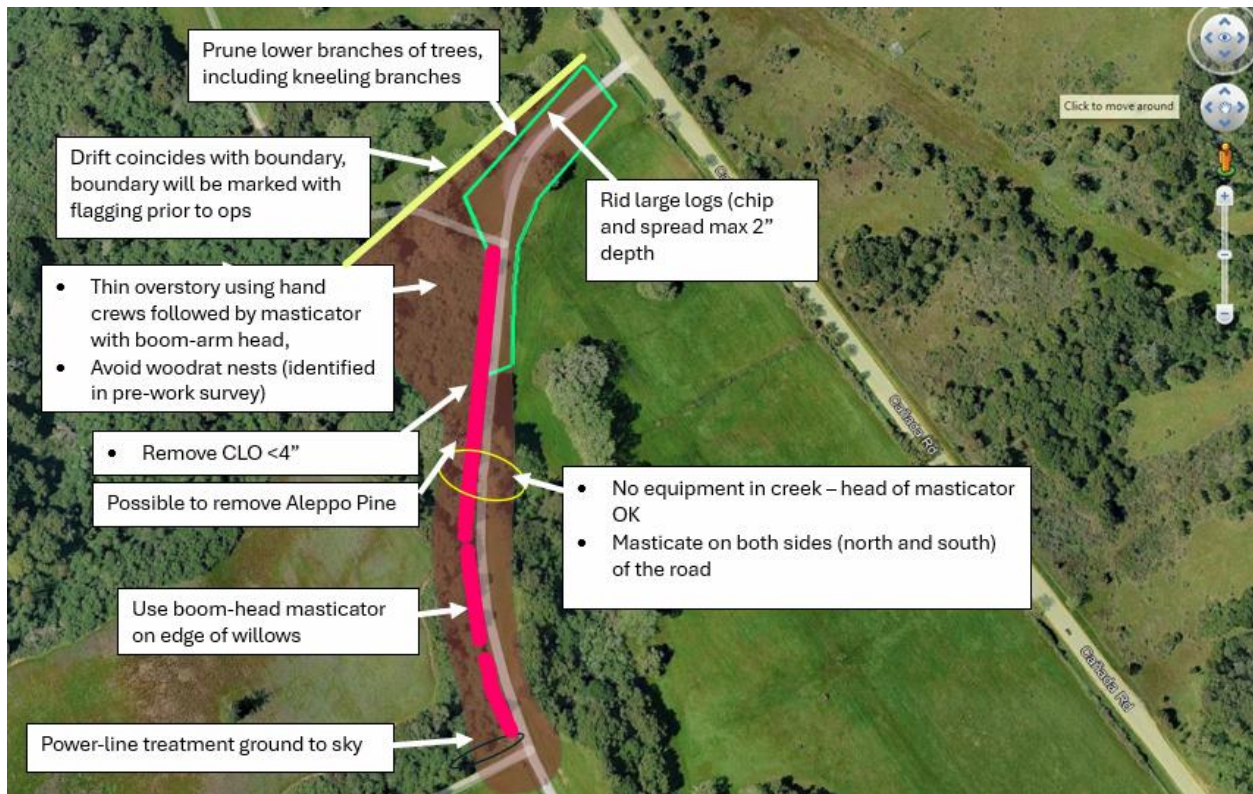 Prune lower branches of trees,
including kneeling branches
Click to move around
Drift coincides with boundary,
boundary will be marked with
flagging prior to ops
Rid large logs (chip
and spread max 2”
depth
• Thin overstory using hand
crews followed by masticator
with boom-arm head,
• Avoid woodrat nests (identified
in pre-work survey)
Cañada Rd
• Remove CLO <4”
Possible to remove Aleppo Pine
• No equipment in creek – head of masticator
OK
• Masticate on both sides (north and south)
of the road
Use boom-head masticator
on edge of willows
Cañada Rd
Power-line treatment ground to sky